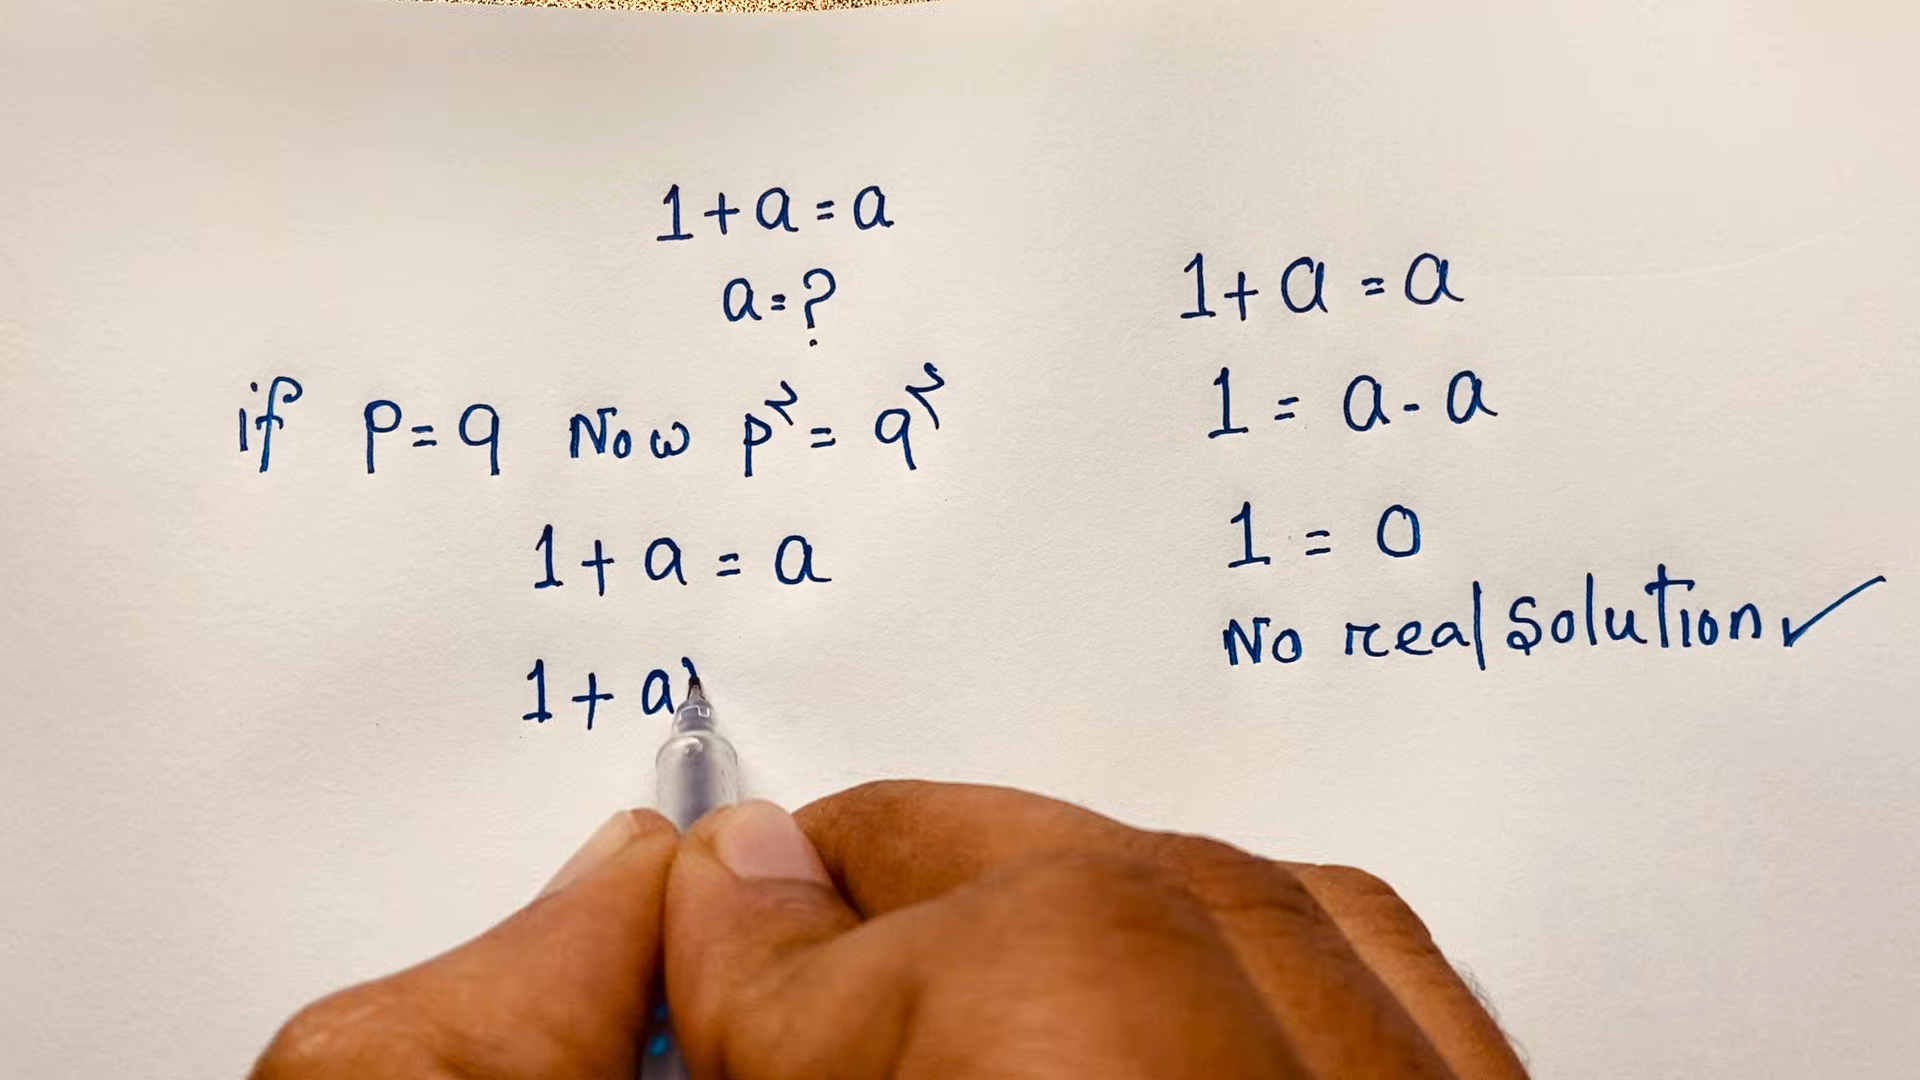 1+a=a
a=?
if p=q Now p²=q²
1+a=a
1+a
1+a=a
1=a-a
1=0
No real solution✓